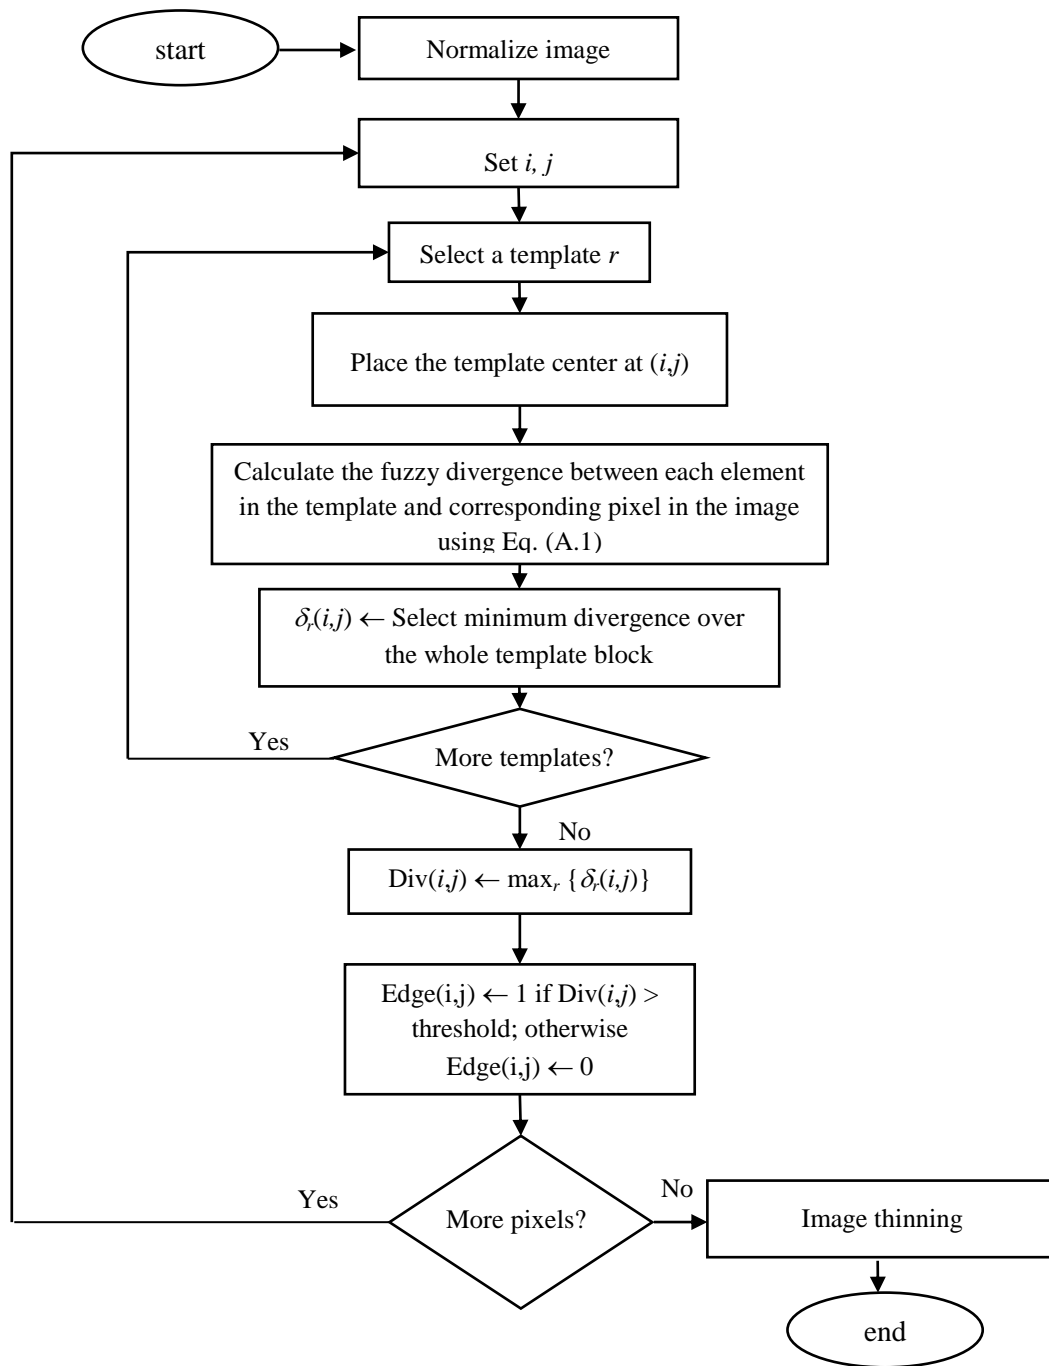 start
Normalize image
Set i, j
Select a template r
Place the template center at (i,j)
Calculate the fuzzy divergence between each element
in the template and corresponding pixel in the image
using Eq. (A.1)
δr(i,j) ← Select minimum divergence over
the whole template block
Yes
More templates?
No
Div(i,j) ← maxr {δr(i,j)}
Edge(i,j) ← 1 if Div(i,j) >
threshold; otherwise
Edge(i,j) ← 0
Yes
More pixels?
No
Image thinning
end